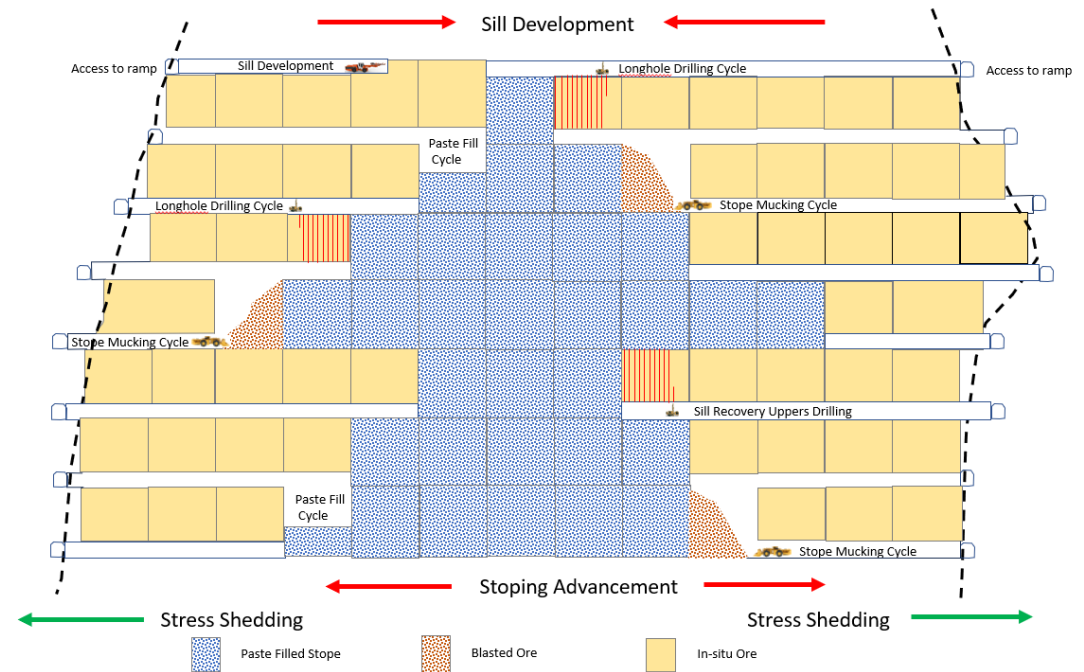 Sill Development
Access to ramp
Sill Development
Longhole Drilling Cycle
Access to ramp
Paste Fill
Cycle
Longhole Drilling Cycle
Stope Mucking Cycle
Stope Mucking Cycle
Sill Recovery Uppers Drilling
Paste Fill
Cycle
Stope Mucking Cycle
Stoping Advancement
Stress Shedding
Stress Shedding
Paste Filled Stope
Blasted Ore
In-situ Ore